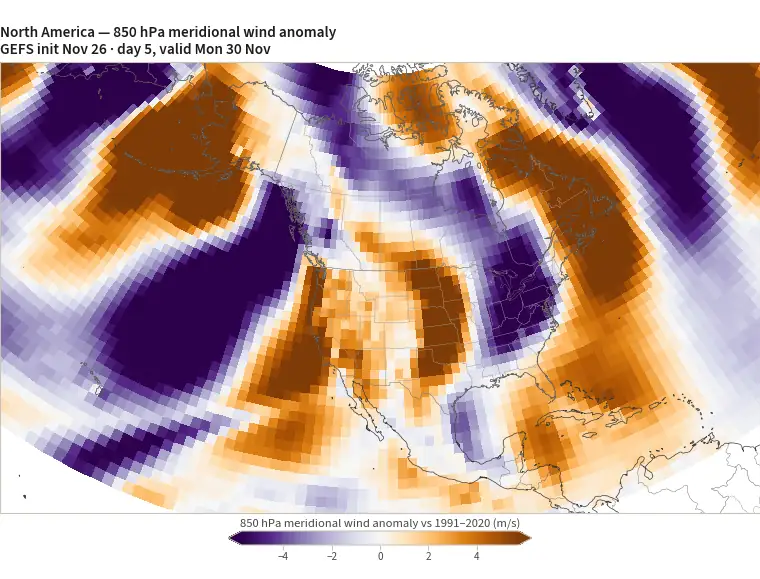 North America — 850 hPa meridional wind anomaly
GEFS init Nov 26 · day 5, valid Mon 30 Nov
850 hPa meridional wind anomaly vs 1991–2020 (m/s)
−4 −2 0 2 4